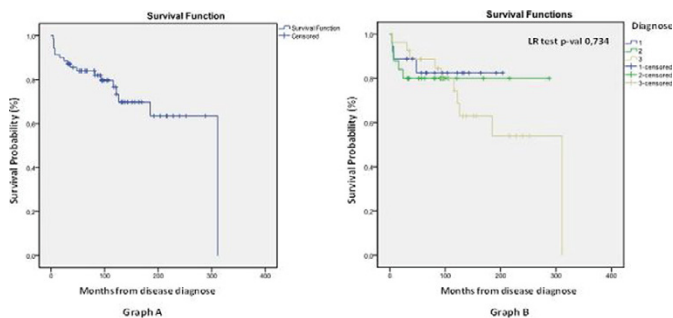 Survival Function
Survival Function
Censored
Survival Probability (%)
1,0
0,8
0,6
0,4
0,2
0,0
0
100
200
300
400
Months from disease diagnose
Graph A
Survival Functions
LR test p-val 0,734
Diagnose
1
2
3
1-censored
2-censored
3-censored
Survival Probability (%)
1,0
0,8
0,6
0,4
0,2
0,0
0
100
200
300
400
Months from disease diagnose
Graph B